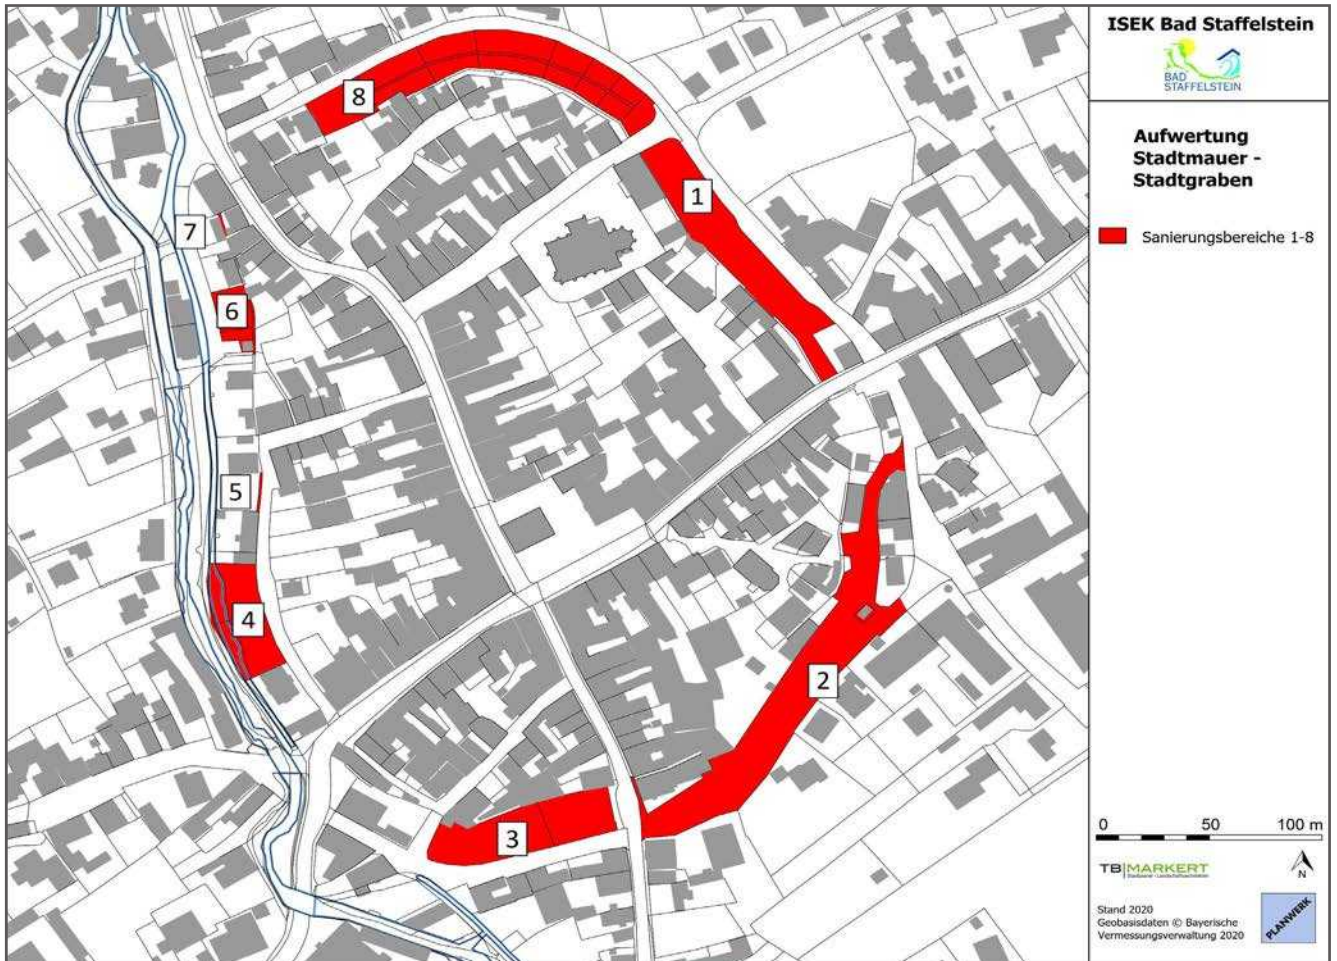 ISEK Bad Staffelstein
BAD
STAFFELSTEIN
Aufwertung
Stadtmauer -
Stadtgraben
Sanierungsbereiche 1-8
8
1
7
6
5
4
2
3
0 50 100 m
TB|MARKERT
N
Stand 2020
Geobasisdaten © Bayerische
Vermessungsverwaltung 2020
PLANWERK